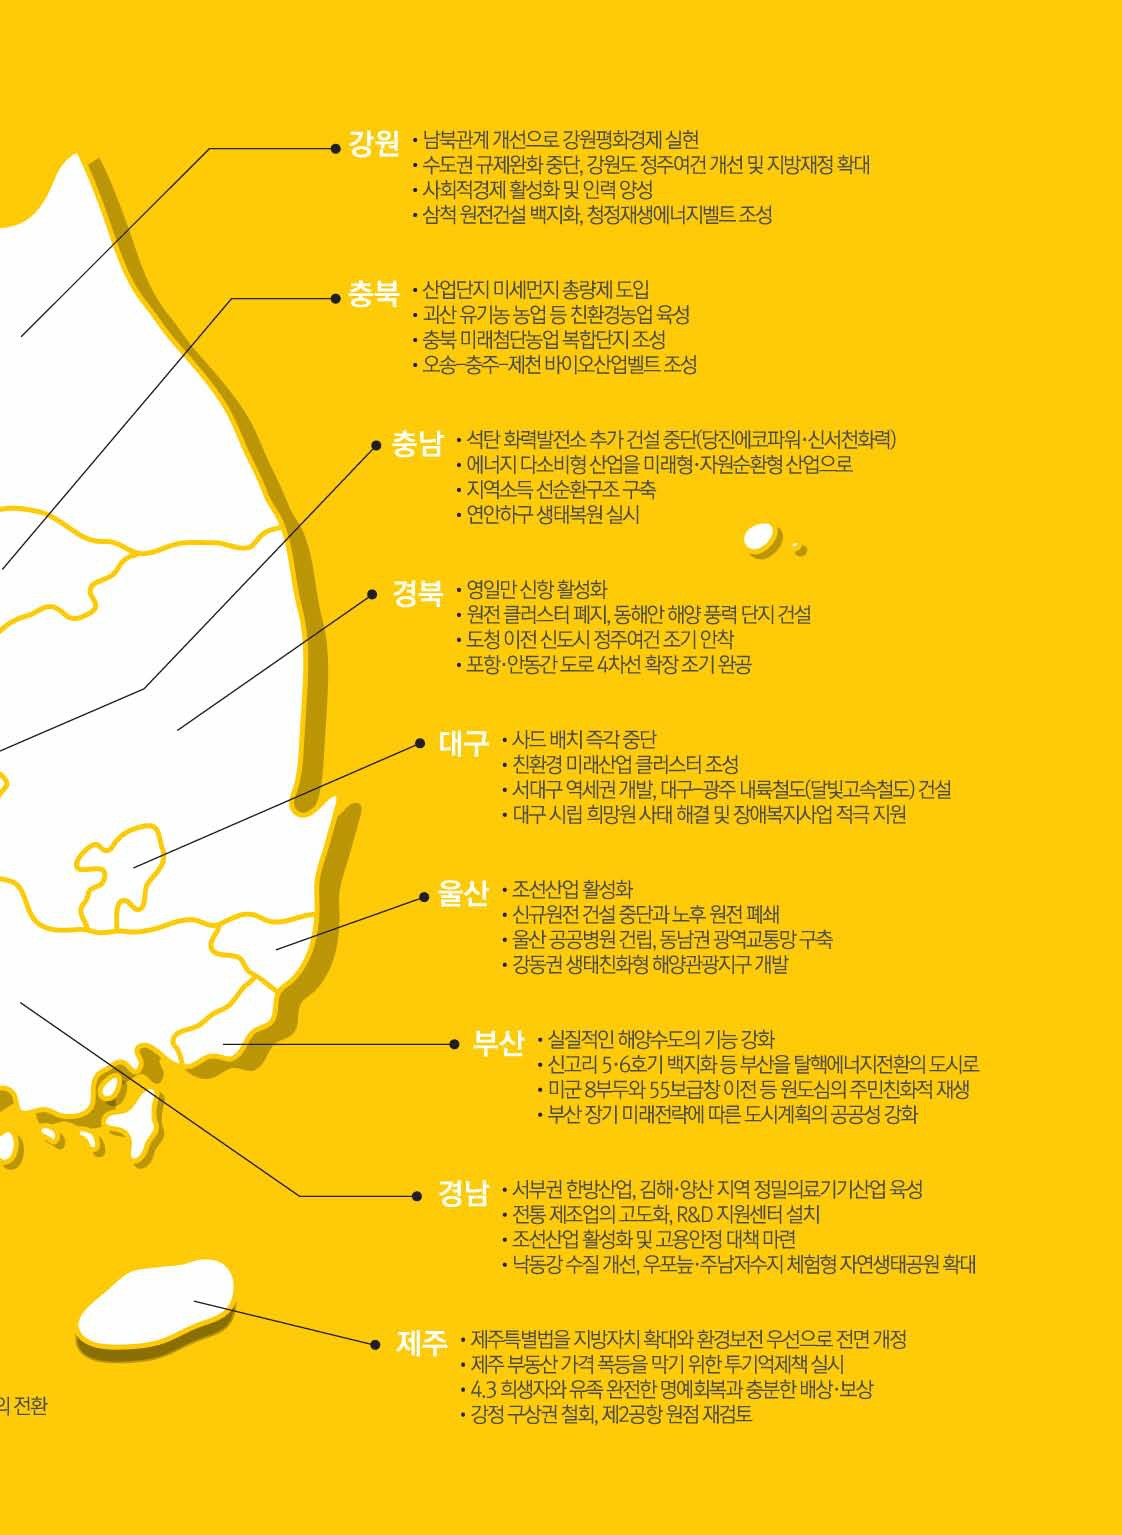 강원
• 남북관계 개선으로 강원평화경제 실현
• 수도권 규제완화 중단, 강원도 정주여건 개선 및 지방재정 확대
• 사회적경제 활성화 및 인력 양성
• 삼척 원전건설 백지화, 청정재생에너지벨트 조성
충북
• 산업단지 미세먼지 총량제 도입
• 괴산 유기농 농업 등 친환경농업 육성
• 충북 미래첨단농업 복합단지 조성
• 오송-충주-제천 바이오산업벨트 조성
충남
• 석탄 화력발전소 추가 건설 중단(당진에코파워·신서천화력)
• 에너지 다소비형 산업을 미래형·자원순환형 산업으로
• 지역소득 선순환구조 구축
• 연안하구 생태복원 실시
경북
• 영일만 신항 활성화
• 원전 클러스터 폐지, 동해안 해양 풍력 단지 건설
• 도청 이전 신도시 정주여건 조기 안착
• 포항·안동간 도로 4차선 확장 조기 완공
대구
• 사드 배치 즉각 중단
• 친환경 미래산업 클러스터 조성
• 서대구 역세권 개발, 대구-광주 내륙철도(달빛고속철도) 건설
• 대구 시립 희망원 사태 해결 및 장애복지사업 적극 지원
울산
• 조선산업 활성화
• 신규원전 건설 중단과 노후 원전 폐쇄
• 울산 공공병원 건립, 동남권 광역교통망 구축
• 강동권 생태친화형 해양관광지구 개발
부산
• 실질적인 해양수도의 기능 강화
• 신고리 5·6호기 백지화 등 부산을 탈핵에너지전환의 도시로
• 미군 8부두와 55보급창 이전 등 원도심의 주민친화적 재생
• 부산 장기 미래전략에 따른 도시계획의 공공성 강화
경남
• 서부권 한방산업, 김해·양산 지역 정밀의료기기산업 육성
• 전통 제조업의 고도화, R&D 지원센터 설치
• 조선산업 활성화 및 고용안정 대책 마련
• 낙동강 수질 개선, 우포늪·주남저수지 체험형 자연생태공원 확대
제주
• 제주특별법을 지방자치 확대와 환경보전 우선으로 전면 개정
• 제주 부동산 가격 폭등을 막기 위한 투기억제책 실시
• 4.3 희생자와 유족 완전한 명예회복과 충분한 배상·보상
• 강정 구상권 철회, 제2공항 원점 재검토
의 전환